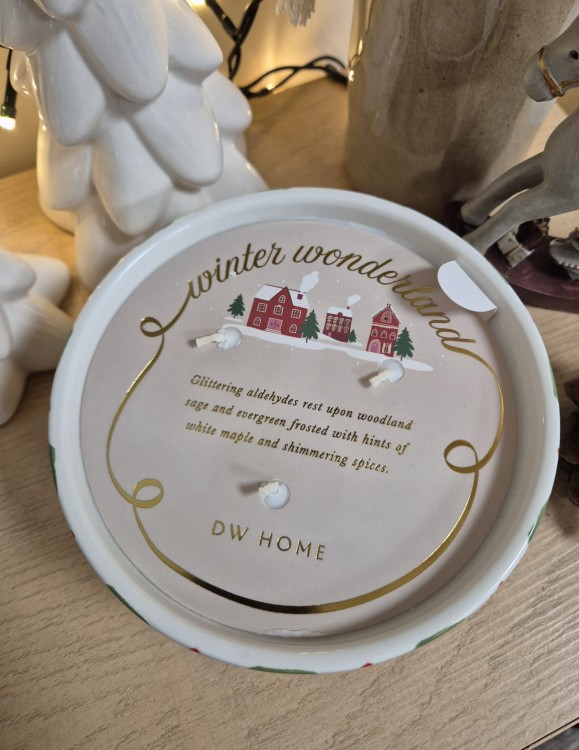 winter wonderland
Glittering aldehydes rest upon woodland
sage and evergreen frosted with hints of
white maple and shimmering spices.
DW HOME